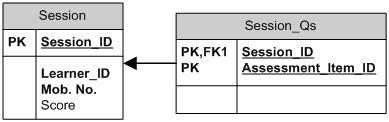 Session
PK Session_ID
Learner_ID
Mob. No.
Score
Session_Qs
PK,FK1 Session_ID
PK Assessment_Item_ID